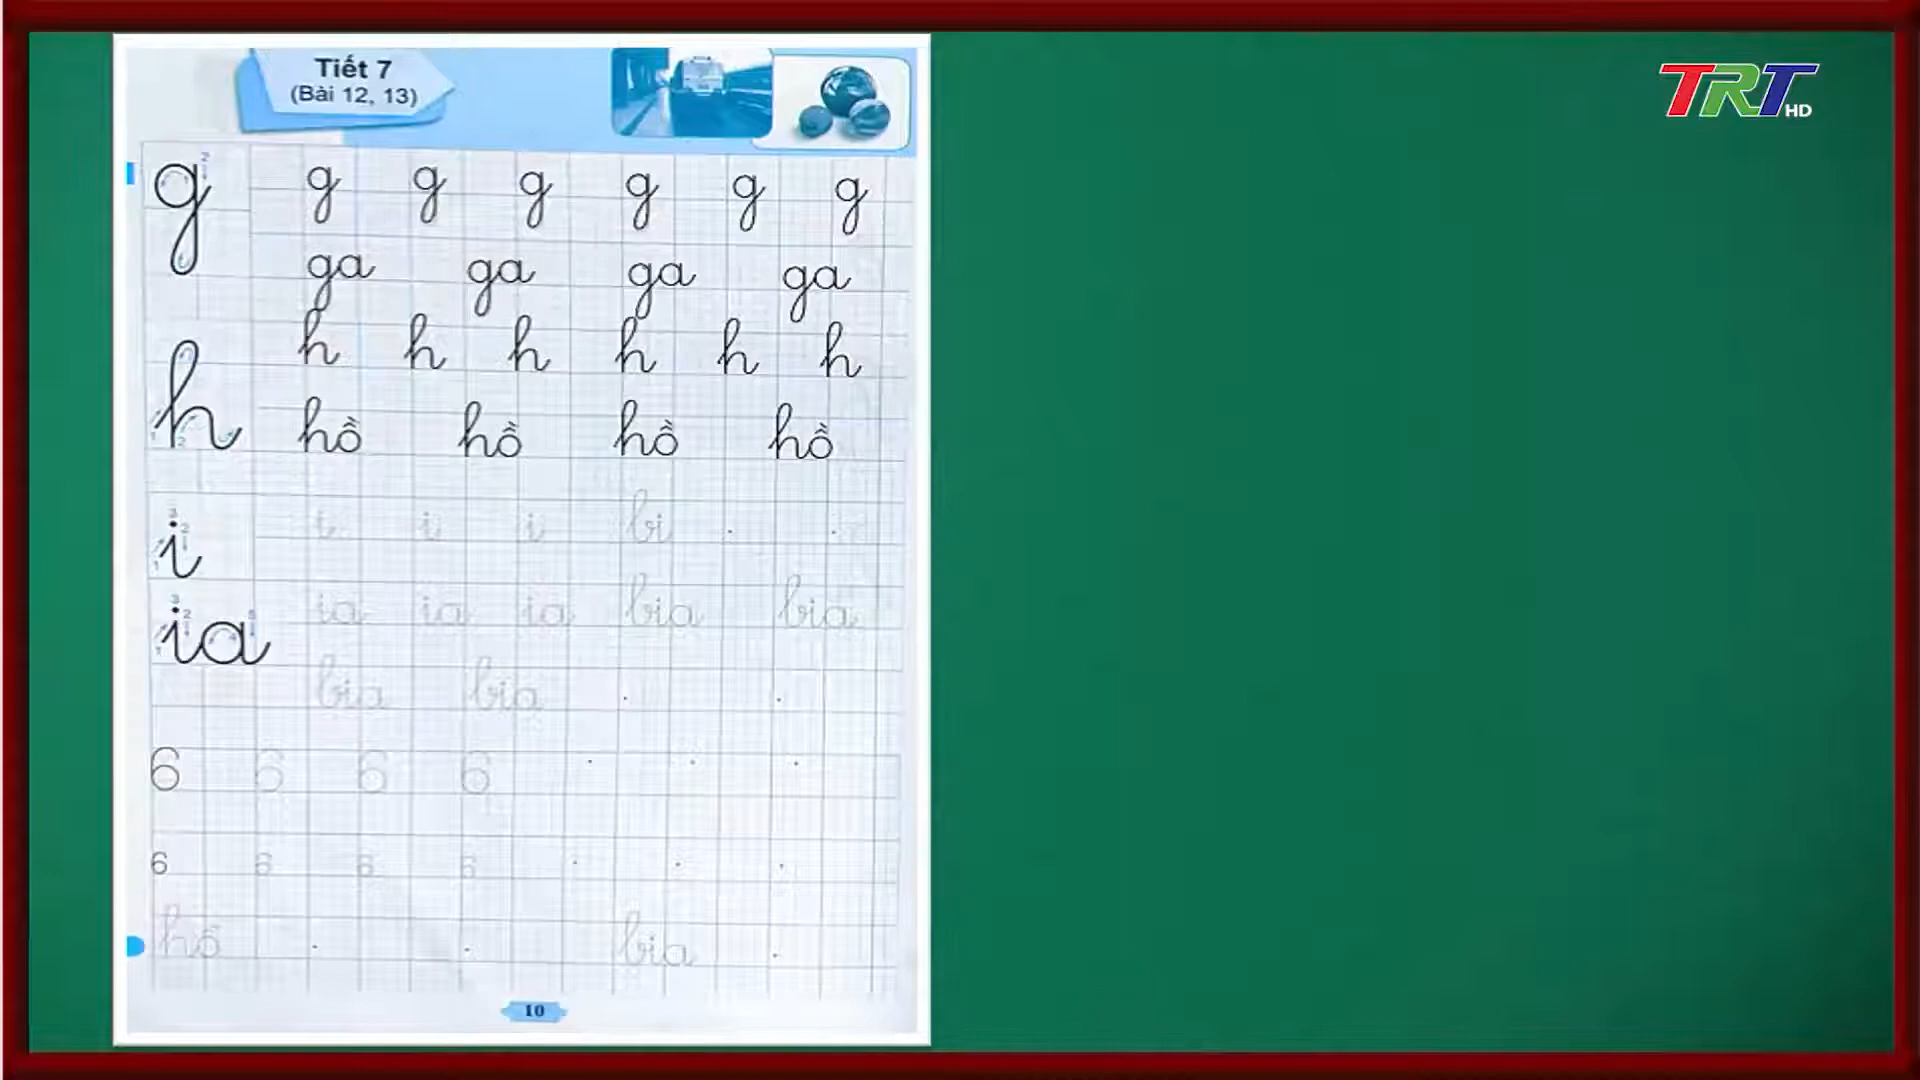 Tiết 7
(Bài 12, 13)
TRT HD
g g g g g g g
ga ga ga ga
h h h h h h h
hồ hồ hồ hồ
i i i i bi
ia ia ia ia bia bia
bia bia
6 6 6 6
6 6 6 6
bia
10